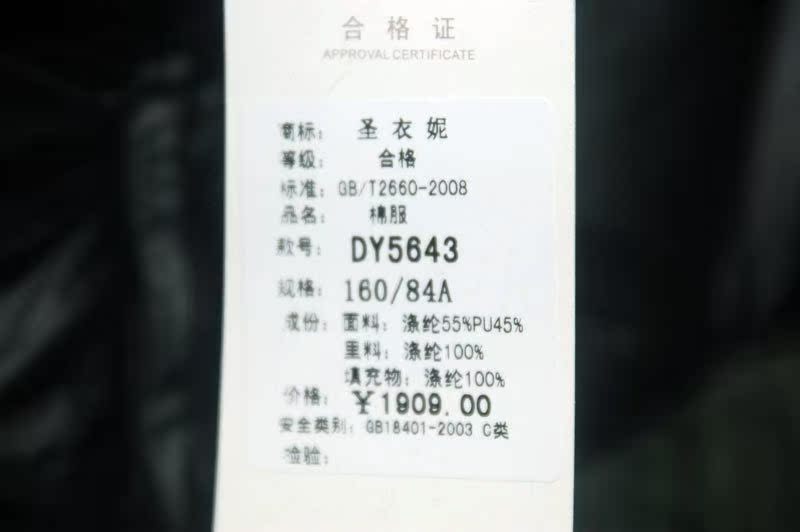 合格证
APPROVAL CERTIFICATE
商标： 圣衣妮
等级： 合格
标准：GB/T2660-2008
品名： 棉服
款号： DY5643
规格： 160/84A
成份：面料：涤纶55%PU45%
里料：涤纶100%
填充物：涤纶100%
价格：￥1909.00
安全类别：GB18401-2003 C类
检验：